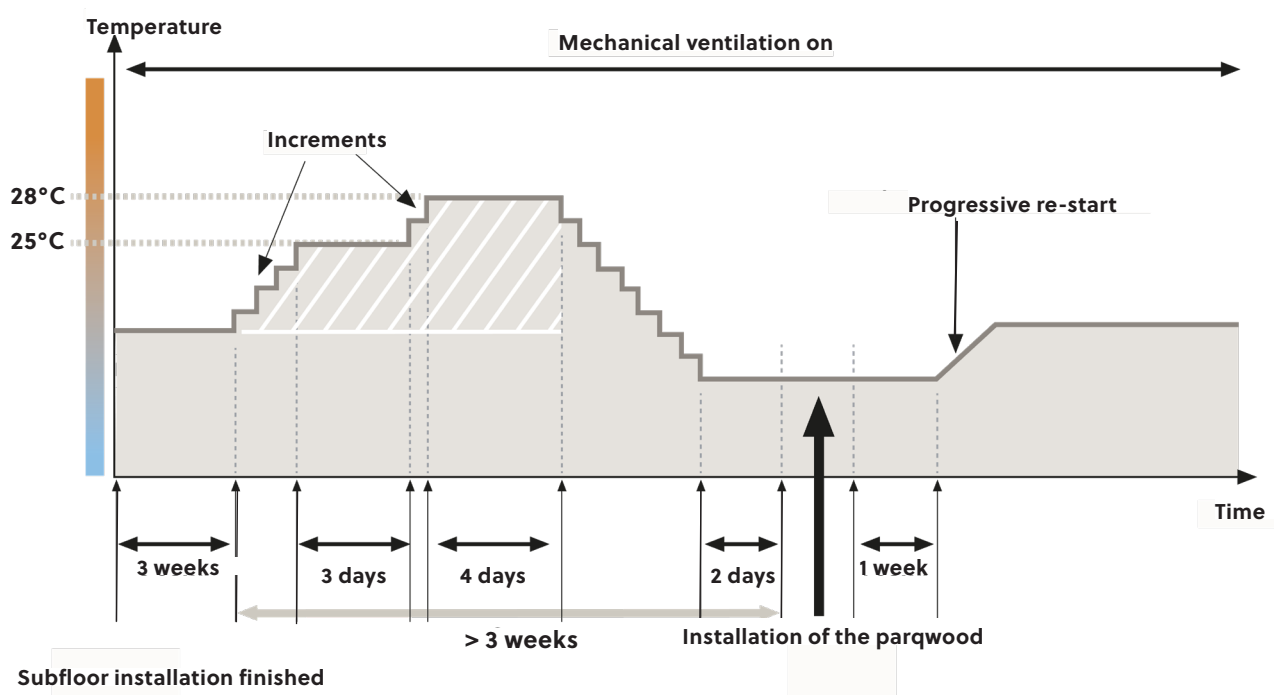 Temperature
Mechanical ventilation on
Increments
28°C
Progressive re-start
25°C
Time
3 weeks
3 days
4 days
2 days
1 week
> 3 weeks
Installation of the parqwood
Subfloor installation finished